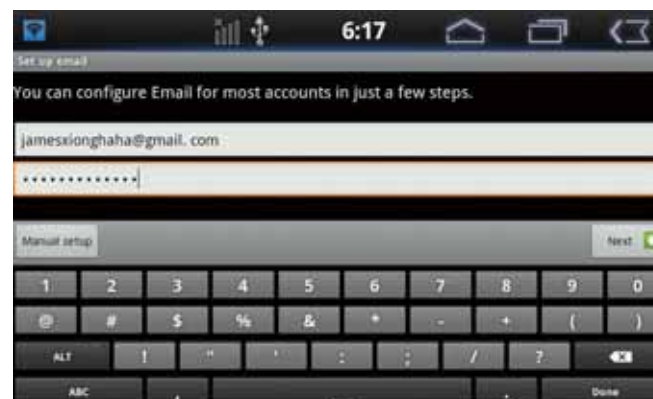 6:17
Set up email
You can configure Email for most accounts in just a few steps.
jamesxionghaha@gmail. com
•••••••••••••
Manual setup Next
1 2 3 4 5 6 7 8 9 0
@ # $ % & * - + ( )
ALT ! " ' : ; / ?
ABC , . Done